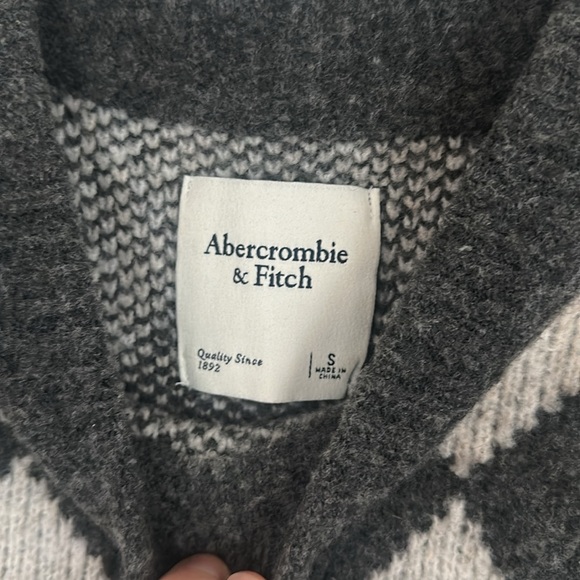 Abercrombie
& Fitch
Quality Since
1892
S
MADE IN
CHINA